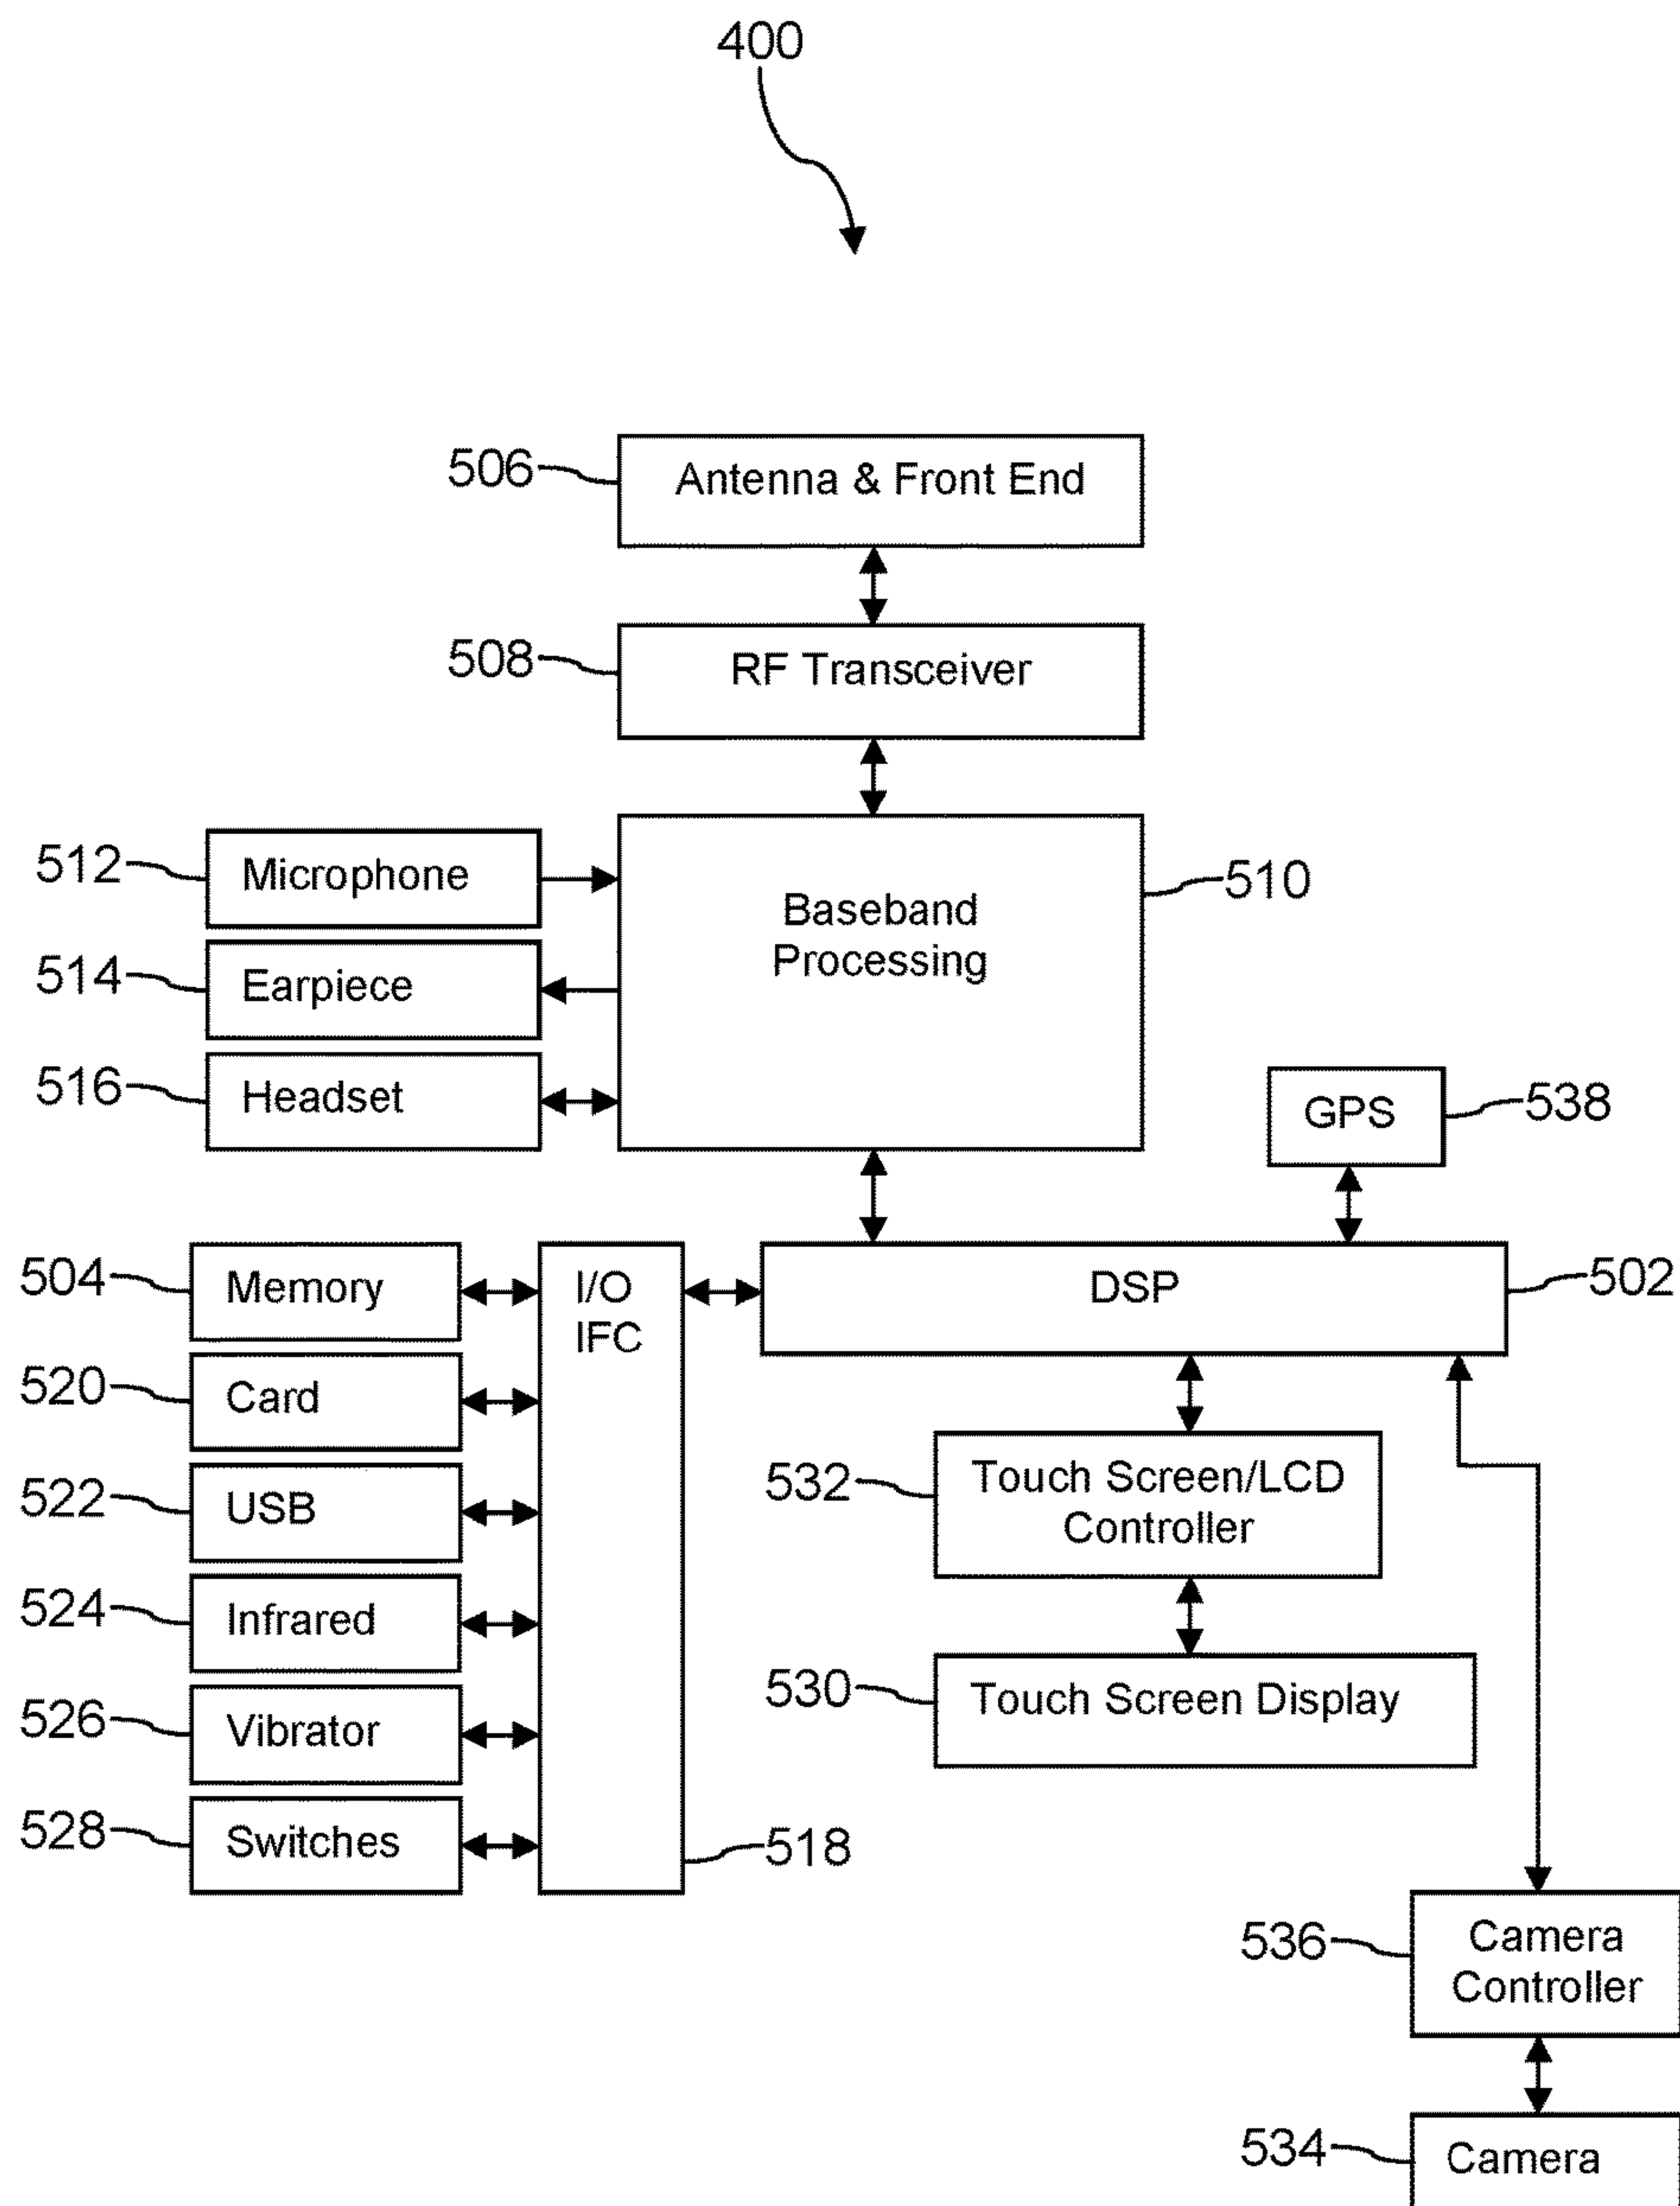 400
506
Antenna & Front End
508
RF Transceiver
512
Microphone
Baseband
Processing
510
514
Earpiece
516
Headset
GPS
538
504
Memory
I/O
IFC
DSP
502
520
Card
522
USB
532
Touch Screen/LCD
Controller
524
Infrared
526
Vibrator
530
Touch Screen Display
528
Switches
518
536
Camera
Controller
534
Camera